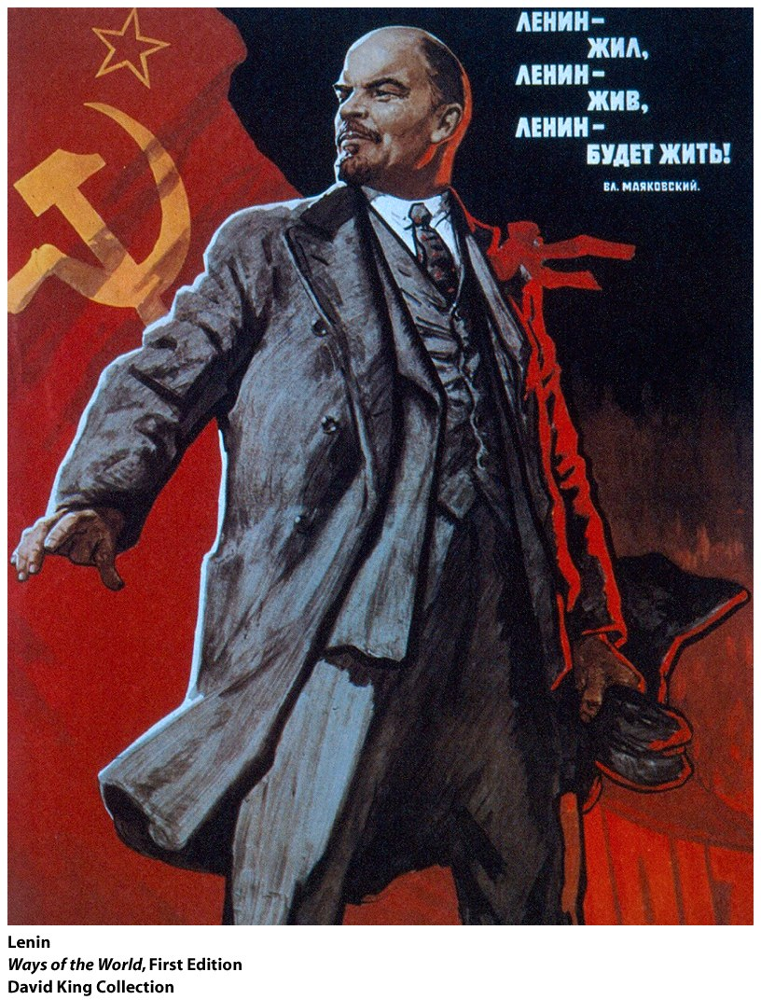 ЛЕНИН–
ЖИЛ,
ЛЕНИН–
ЖИВ,
ЛЕНИН–
БУДЕТ ЖИТЬ!
ВЛ. МАЯКОВСКИЙ.
Lenin
Ways of the World, First Edition
David King Collection